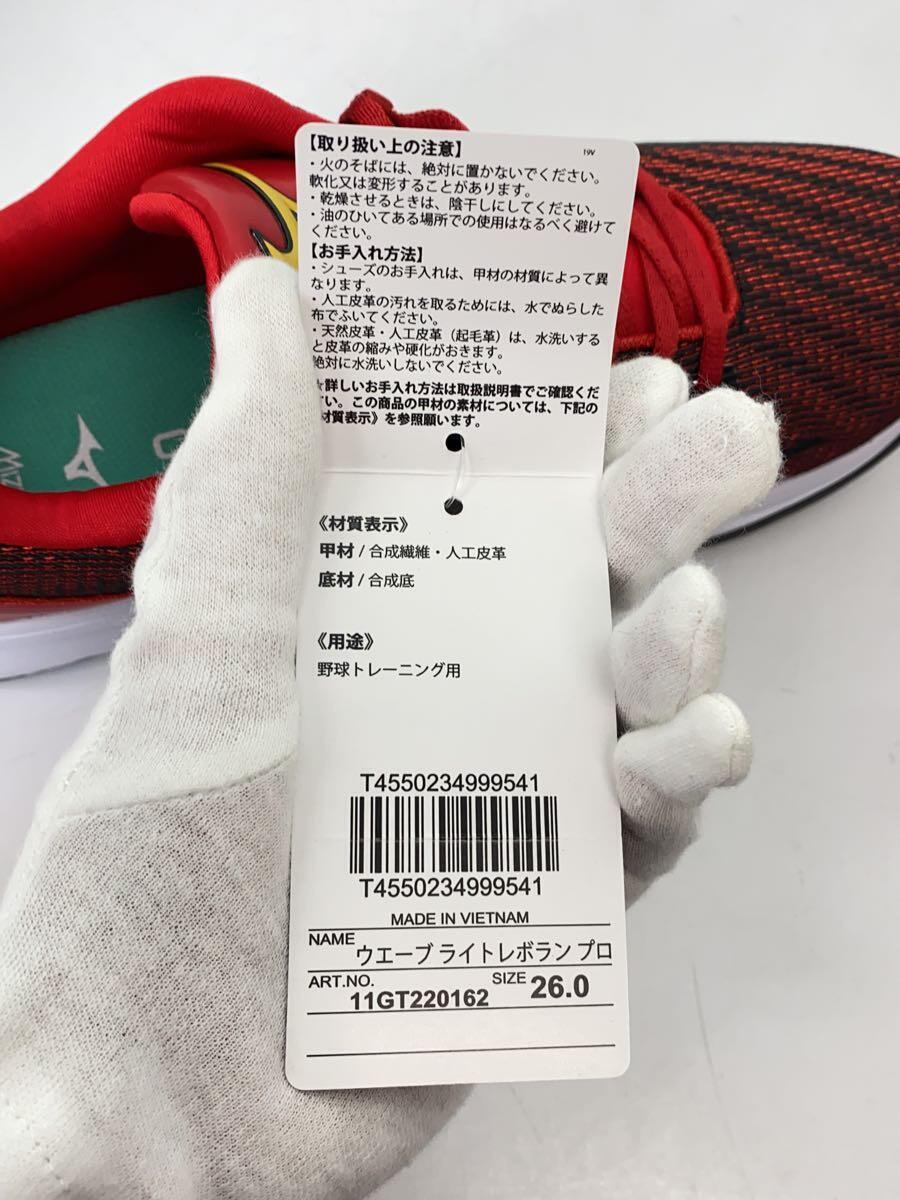 【取り扱い上の注意】
19V
・火のそばには、絶対に置かないでください。
軟化又は変形することがあります。
・乾燥させるときは、陰干しにしてください。
・油のひいてある場所での使用はなるべく避けて
ください。
【お手入れ方法】
・シューズのお手入れは、甲材の材質によって異
なります。
・人工皮革の汚れを取るためには、水でぬらした
布でふいてください。
・天然皮革・人工皮革（起毛革）は、水洗いする
と皮革の縮みや硬化がおきます。
絶対に水洗いしないでください。
★詳しいお手入れ方法は取扱説明書でご確認くだ
さい。この商品の甲材の素材については、下記の
《材質表示》を参照願います。
《材質表示》
甲材 / 合成繊維・人工皮革
底材 / 合成底
《用途》
野球トレーニング用
T4550234999541
T4550234999541
MADE IN VIETNAM
NAME ウエーブ ライトレボラン プロ
ART.NO. 11GT220162 SIZE 26.0